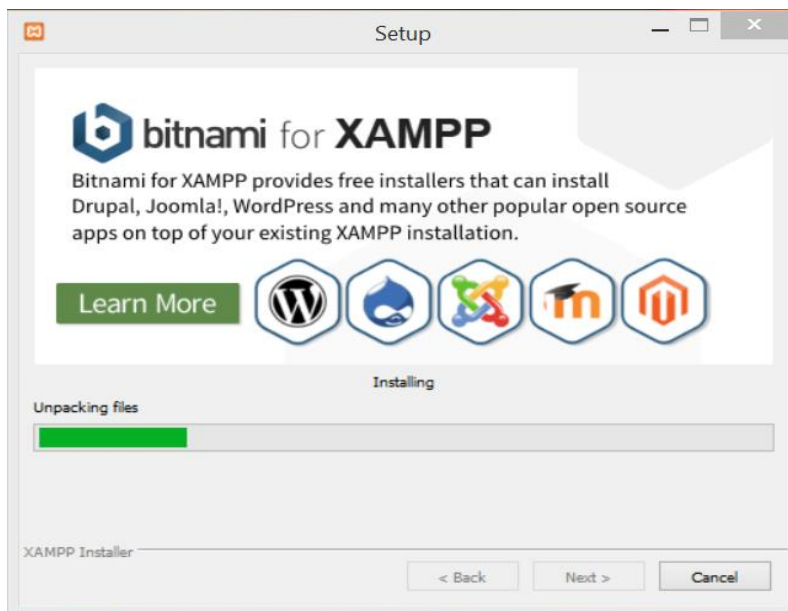 Setup
bitnami for XAMPP
Bitnami for XAMPP provides free installers that can install
Drupal, Joomla!, WordPress and many other popular open source
apps on top of your existing XAMPP installation.
Learn More
Installing
Unpacking files
XAMPP Installer
< Back Next > Cancel